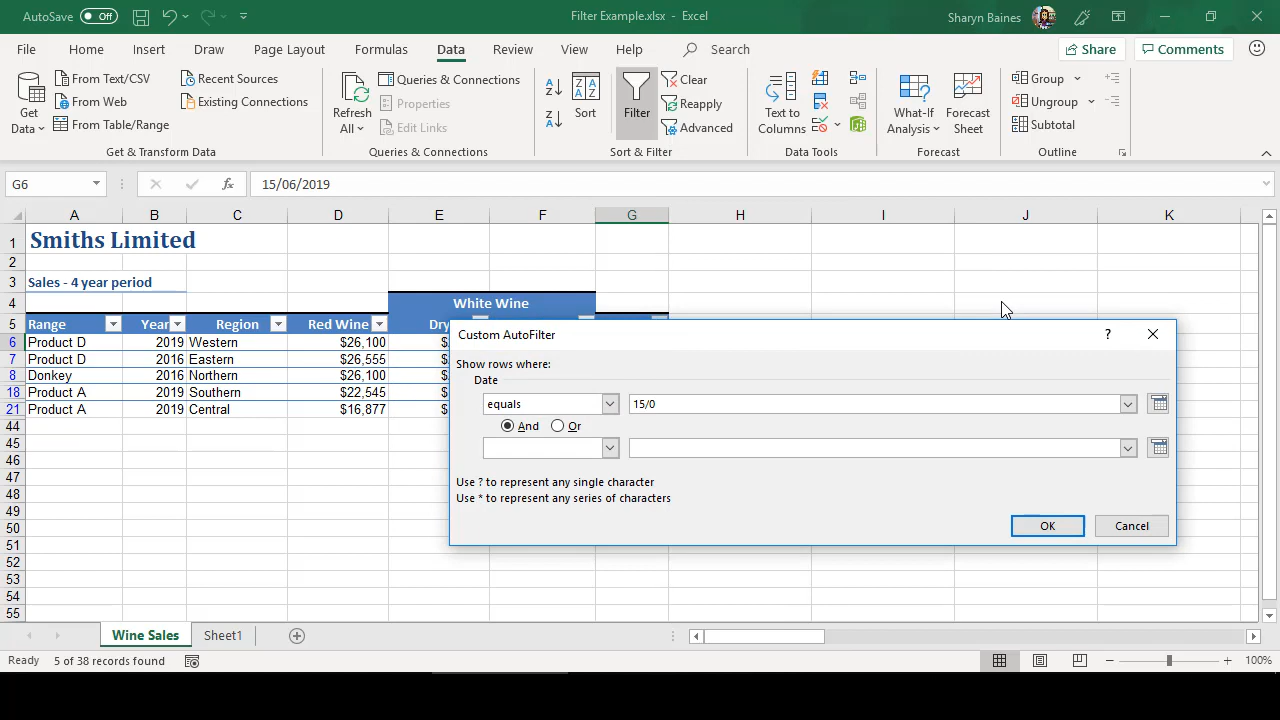 AutoSave Off Filter Example.xlsx - Excel Sharyn Baines
File Home Insert Draw Page Layout Formulas Data Review View Help Search Share Comments
Get Data
From Text/CSV
From Web
From Table/Range
Recent Sources
Existing Connections
Get & Transform Data
Refresh All
Queries & Connections
Properties
Edit Links
Queries & Connections
Sort
Filter
Clear
Reapply
Advanced
Sort & Filter
Text to Columns
Data Tools
What-If Analysis
Forecast Sheet
Forecast
Group
Ungroup
Subtotal
Outline
G6 fx 15/06/2019
A B C D E F G H I J K
1 Smiths Limited
2
3 Sales - 4 year period
4 White Wine
5 Range Year Region Red Wine Dry
6 Product D 2019 Western $26,100 $
7 Product D 2016 Eastern $26,555 $
8 Donkey 2016 Northern $26,100 $
18 Product A 2019 Southern $22,545 $
21 Product A 2019 Central $16,877 $
44
45
46
47
48
49
50
51
52
53
54
55
Custom AutoFilter ?
Show rows where:
Date
equals 15/0
And Or
Use ? to represent any single character
Use * to represent any series of characters
OK Cancel
Wine Sales Sheet1
Ready 5 of 38 records found 100%